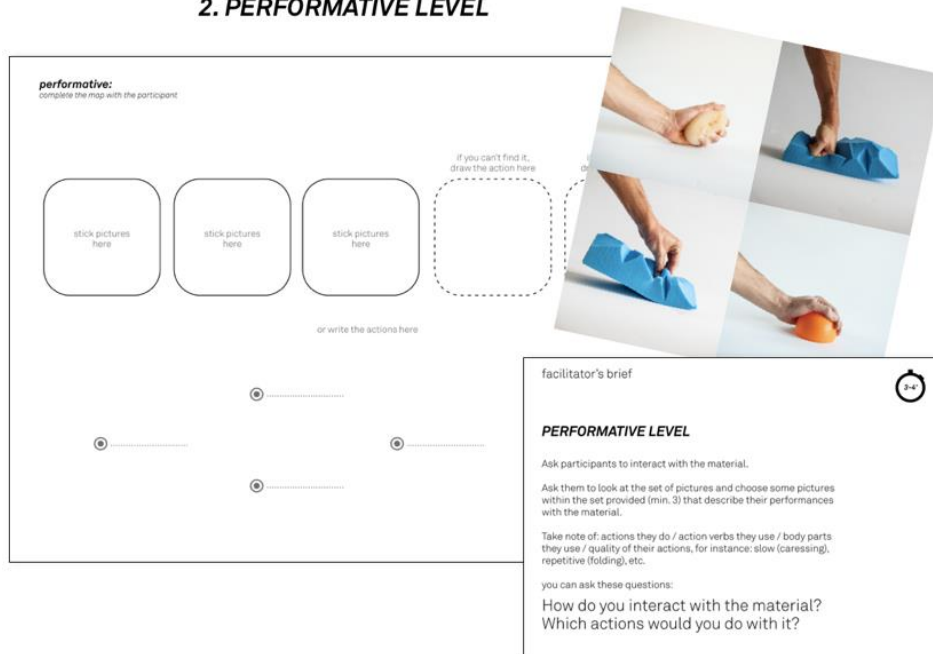 2. PERFORMATIVE LEVEL
performative:
complete the map with the participant
if you can't find it,
draw the action here
stick pictures
here
stick pictures
here
stick pictures
here
or write the actions here
facilitator's brief
3-4'
PERFORMATIVE LEVEL
Ask participants to interact with the material.
Ask them to look at the set of pictures and choose some pictures
within the set provided (min. 3) that describe their performances
with the material.
Take note of: actions they do / action verbs they use / body parts
they use / quality of their actions, for instance: slow (caressing),
repetitive (folding), etc.
you can ask these questions:
How do you interact with the material?
Which actions would you do with it?